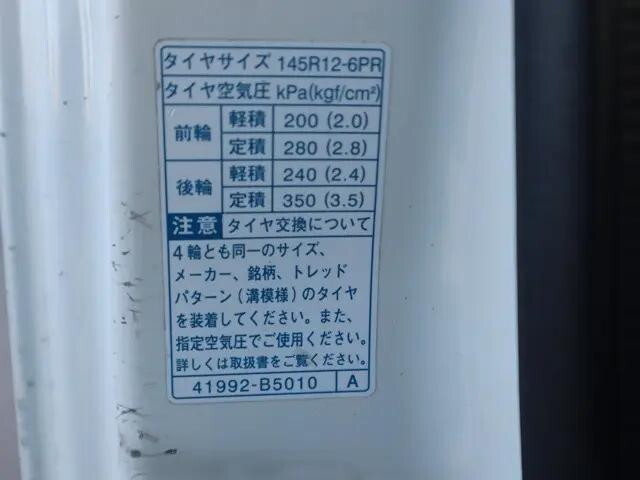 タイヤサイズ 145R12-6PR
タイヤ空気圧 kPa(kgf/cm²)
前輪 軽積 200 (2.0)
定積 280 (2.8)
後輪 軽積 240 (2.4)
定積 350 (3.5)
注意 タイヤ交換について
4輪とも同一のサイズ、
メーカー、銘柄、トレッド
パターン(溝模様)のタイヤ
を装着してください。また、
指定空気圧でご使用ください。
詳しくは取扱書をご覧ください。
41992-B5010 A